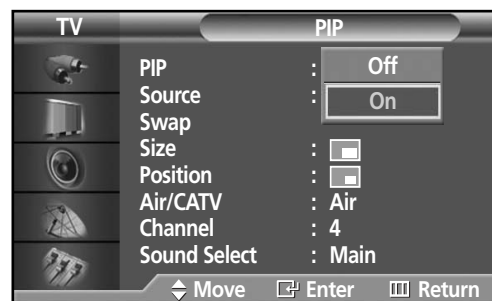 TV PIP
PIP : Off
Source : On
Swap
Size :
Position :
Air/CATV : Air
Channel : 4
Sound Select : Main
Move Enter Return